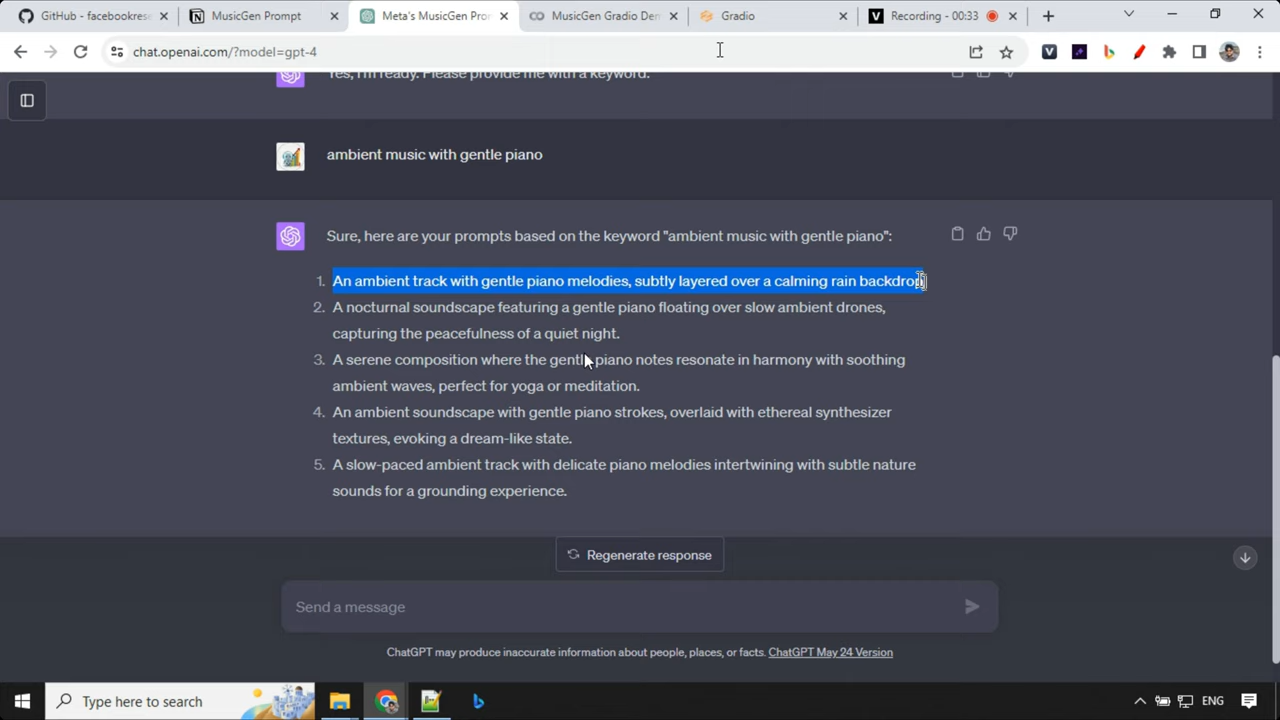 GitHub - facebookrese
MusicGen Prompt
Meta's MusicGen Pro
MusicGen Gradio De
Gradio
Recording - 00:33
chat.openai.com/?model=gpt-4
Yes, I'm ready. Please provide me with a keyword.
ambient music with gentle piano
Sure, here are your prompts based on the keyword "ambient music with gentle piano":
1. An ambient track with gentle piano melodies, subtly layered over a calming rain backdrop.
2. A nocturnal soundscape featuring a gentle piano floating over slow ambient drones,
capturing the peacefulness of a quiet night.
3. A serene composition where the gentle piano notes resonate in harmony with soothing
ambient waves, perfect for yoga or meditation.
4. An ambient soundscape with gentle piano strokes, overlaid with ethereal synthesizer
textures, evoking a dream-like state.
5. A slow-paced ambient track with delicate piano melodies intertwining with subtle nature
sounds for a grounding experience.
Regenerate response
Send a message
ChatGPT may produce inaccurate information about people, places, or facts. ChatGPT May 24 Version
Type here to search
ENG